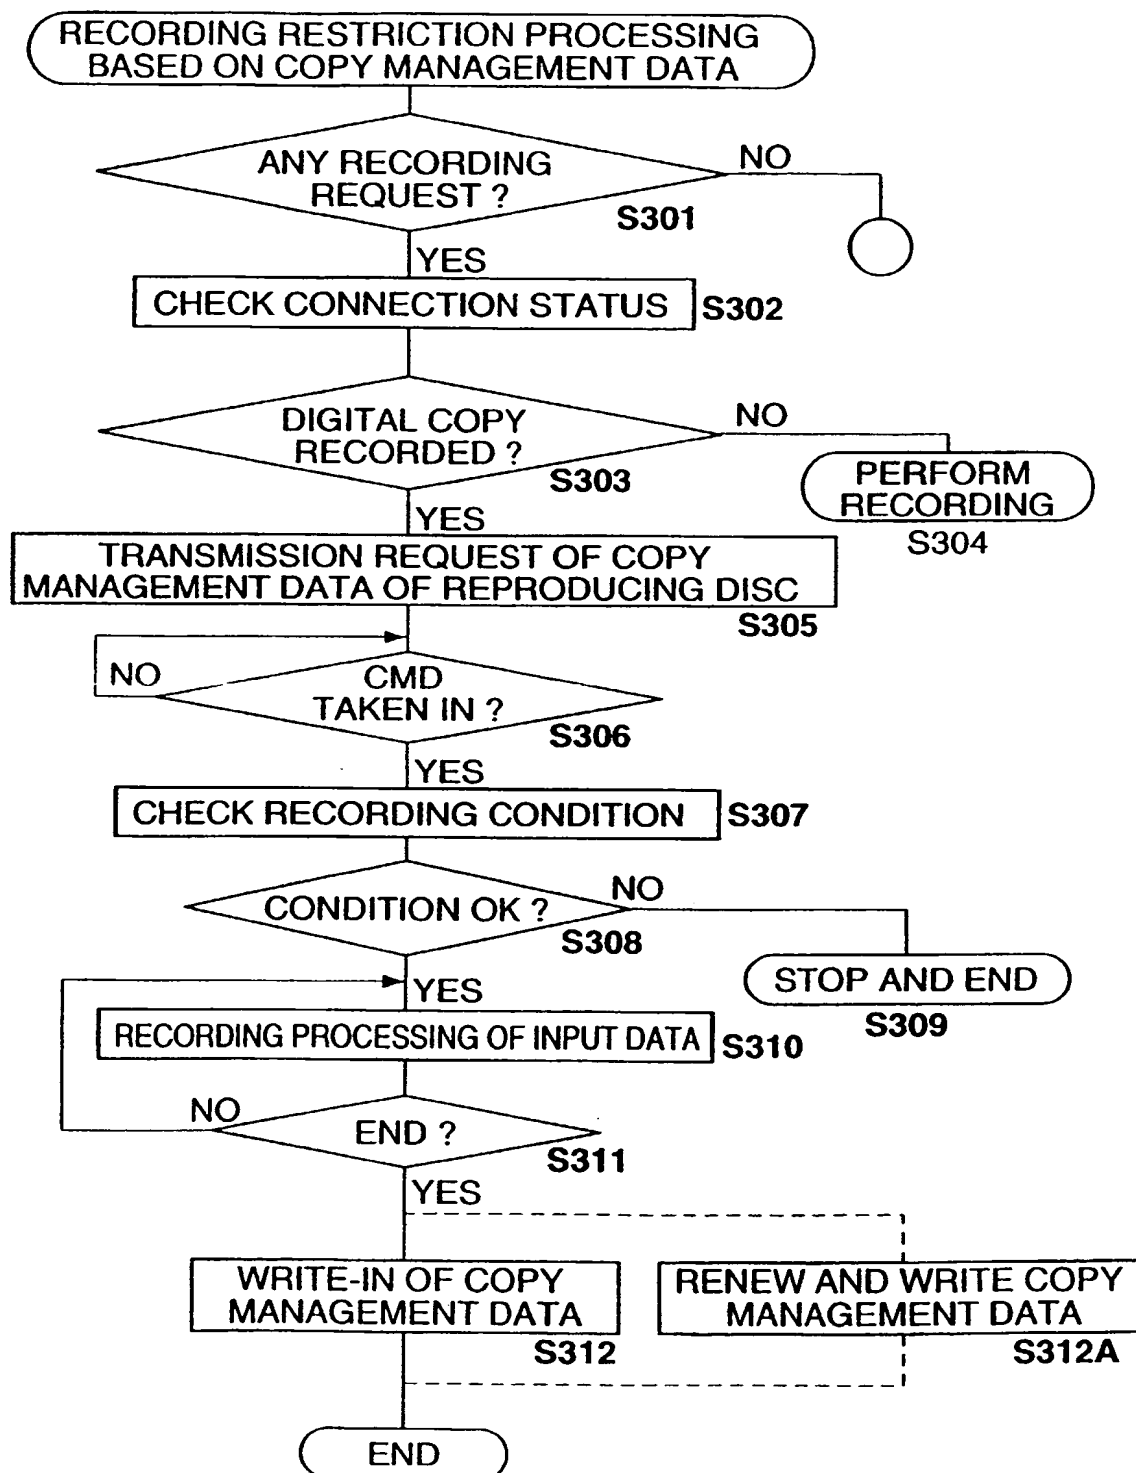 RECORDING RESTRICTION PROCESSING
BASED ON COPY MANAGEMENT DATA
ANY RECORDING
REQUEST ?
NO
S301
YES
CHECK CONNECTION STATUS
S302
DIGITAL COPY
RECORDED ?
NO
S303
PERFORM
RECORDING
S304
YES
TRANSMISSION REQUEST OF COPY
MANAGEMENT DATA OF REPRODUCING DISC
S305
NO
CMD
TAKEN IN ?
S306
YES
CHECK RECORDING CONDITION
S307
CONDITION OK ?
NO
S308
STOP AND END
S309
YES
RECORDING PROCESSING OF INPUT DATA
S310
NO
END ?
S311
YES
WRITE-IN OF COPY
MANAGEMENT DATA
S312
RENEW AND WRITE COPY
MANAGEMENT DATA
S312A
END